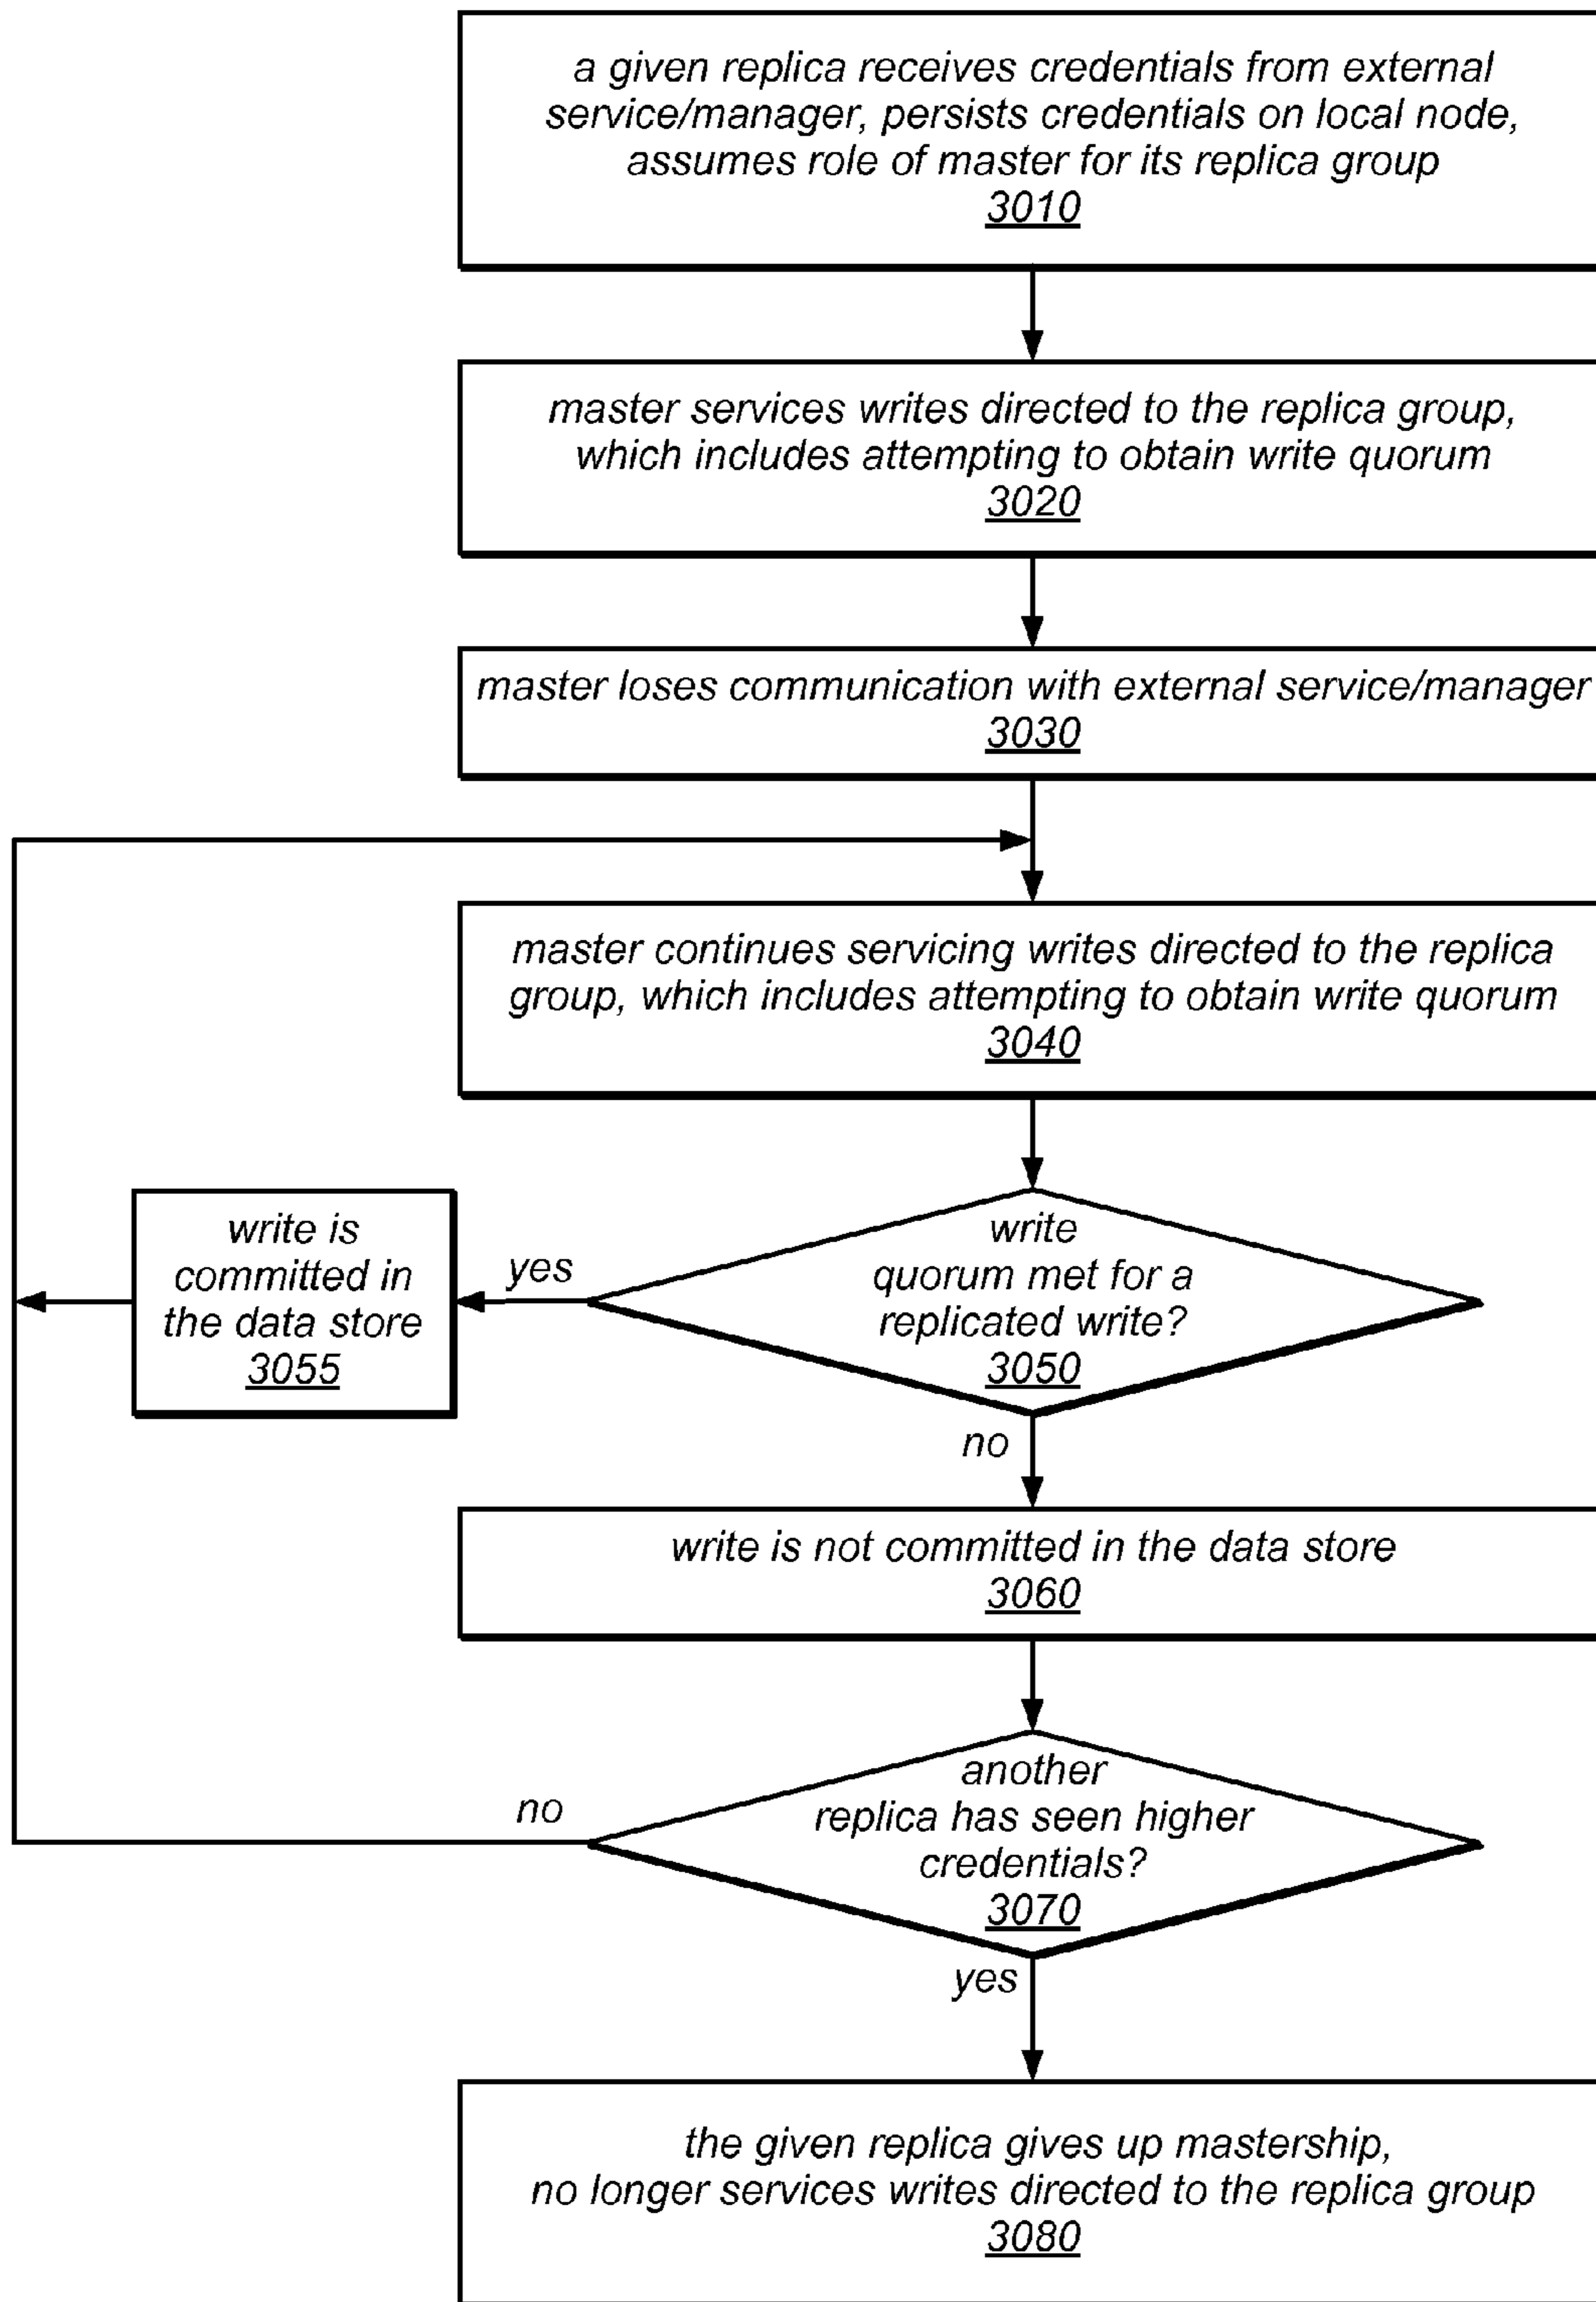 a given replica receives credentials from external
service/manager, persists credentials on local node,
assumes role of master for its replica group
3010
master services writes directed to the replica group,
which includes attempting to obtain write quorum
3020
master loses communication with external service/manager
3030
master continues servicing writes directed to the replica
group, which includes attempting to obtain write quorum
3040
write
quorum met for a
replicated write?
3050
yes
write is
committed in
the data store
3055
no
write is not committed in the data store
3060
another
replica has seen higher
credentials?
3070
no
yes
the given replica gives up mastership,
no longer services writes directed to the replica group
3080